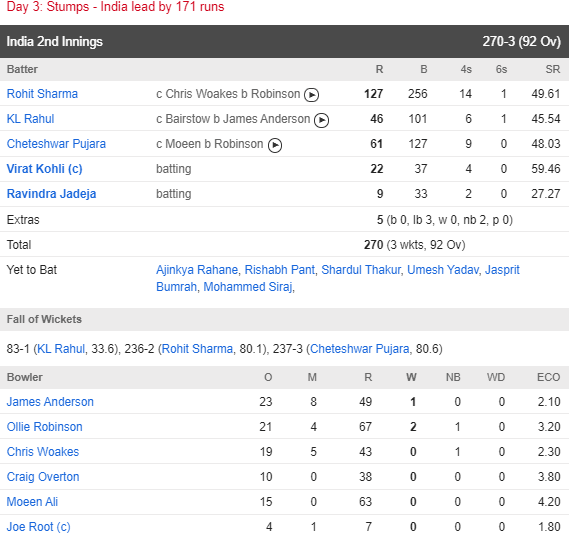 Day 3: Stumps - India lead by 171 runs
India 2nd Innings 270-3 (92 Ov)
Batter R B 4s 6s SR
Rohit Sharma c Chris Woakes b Robinson 127 256 14 1 49.61
KL Rahul c Bairstow b James Anderson 46 101 6 1 45.54
Cheteshwar Pujara c Moeen b Robinson 61 127 9 0 48.03
Virat Kohli (c) batting 22 37 4 0 59.46
Ravindra Jadeja batting 9 33 2 0 27.27
Extras 5 (b 0, lb 3, w 0, nb 2, p 0)
Total 270 (3 wkts, 92 Ov)
Yet to Bat Ajinkya Rahane, Rishabh Pant, Shardul Thakur, Umesh Yadav, Jasprit
Bumrah, Mohammed Siraj,
Fall of Wickets
83-1 (KL Rahul, 33.6), 236-2 (Rohit Sharma, 80.1), 237-3 (Cheteshwar Pujara, 80.6)
Bowler O M R W NB WD ECO
James Anderson 23 8 49 1 0 0 2.10
Ollie Robinson 21 4 67 2 1 0 3.20
Chris Woakes 19 5 43 0 1 0 2.30
Craig Overton 10 0 38 0 0 0 3.80
Moeen Ali 15 0 63 0 0 0 4.20
Joe Root (c) 4 1 7 0 0 0 1.80